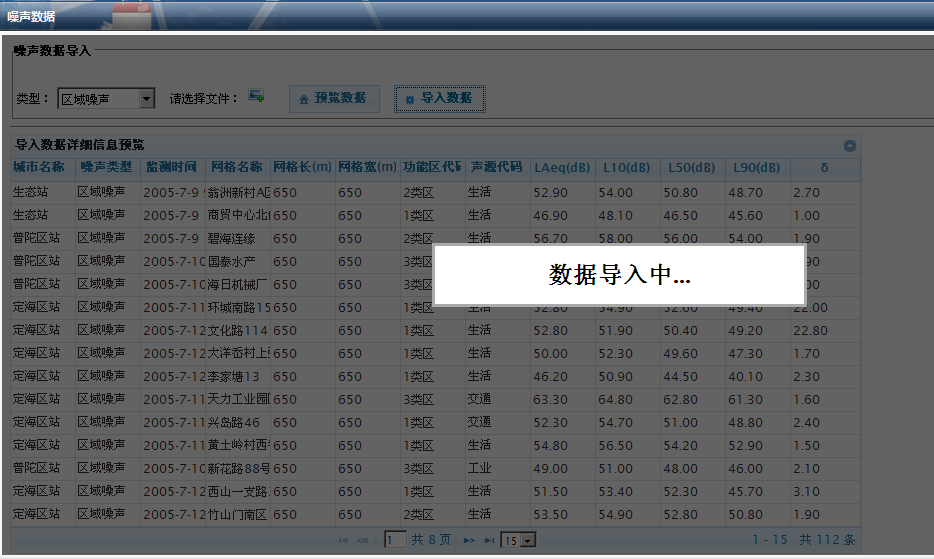 噪声数据
噪声数据导入
类型： 区域噪声 请选择文件： 预览数据 导入数据
导入数据详细信息预览
城市名称 噪声类型 监测时间 网格名称 网格长(m) 网格宽(m) 功能区代 声源代码 LAeq(dB) L10(dB) L50(dB) L90(dB) δ
生态站 区域噪声 2005-7-9 翁洲新村A区 650 650 2类区 生活 52.90 54.00 50.80 48.70 2.70
生态站 区域噪声 2005-7-9 商贸中心北 650 650 1类区 生活 46.90 48.10 46.50 45.60 1.00
普陀区站 区域噪声 2005-7-9 碧海连缘 650 650 2类区 生活 56.70 58.00 56.00 54.00 1.90
普陀区站 区域噪声 2005-7-10 国泰水产 650 650 3类区
普陀区站 区域噪声 2005-7-10 海日机械厂 650 650 3类区
定海区站 区域噪声 2005-7-11 环城南路15 650 650 1类区 生活 52.80 54.90 52.60 49.40 22.00
定海区站 区域噪声 2005-7-12 文化路114 650 650 1类区 生活 52.80 51.90 50.40 49.20 22.80
定海区站 区域噪声 2005-7-12 大洋岙村上 650 650 1类区 生活 50.00 52.30 49.60 47.30 1.70
定海区站 区域噪声 2005-7-12 李家塘13 650 650 1类区 生活 46.20 50.90 44.50 40.10 2.30
定海区站 区域噪声 2005-7-11 天力工业园 650 650 3类区 交通 63.30 64.80 62.80 61.30 1.60
定海区站 区域噪声 2005-7-11 兴岛路46 650 650 2类区 交通 52.30 54.70 51.00 48.80 2.40
定海区站 区域噪声 2005-7-11 黄土岭村西 650 650 1类区 生活 54.80 56.50 54.20 52.90 1.50
普陀区站 区域噪声 2005-7-10 新花路88号 650 650 3类区 工业 49.00 51.00 48.00 46.00 2.10
定海区站 区域噪声 2005-7-12 西山一支路 650 650 1类区 生活 51.50 53.40 52.30 45.70 3.10
定海区站 区域噪声 2005-7-12 竹山门南区 650 650 2类区 生活 53.50 54.90 52.80 50.80 1.90
数据导入中...
1 共 8 页 15 1 - 15 共 112 条